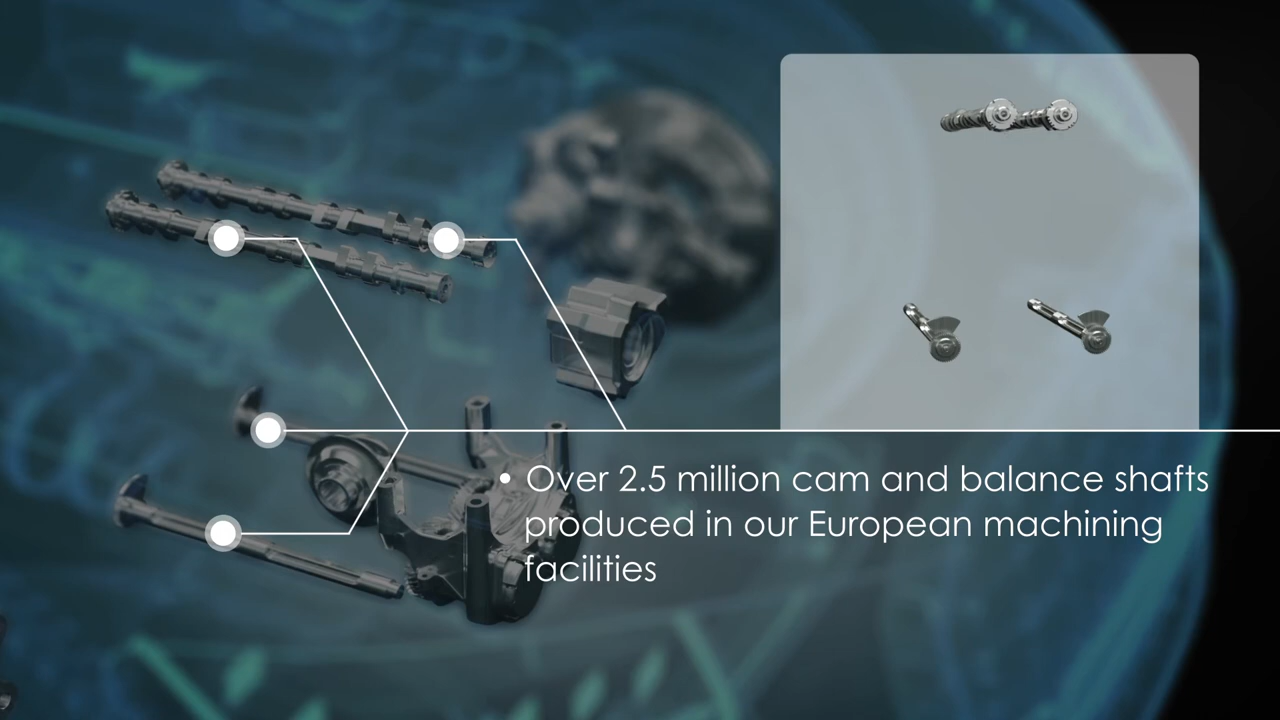 • Over 2.5 million cam and balance shafts
produced in our European machining
facilities